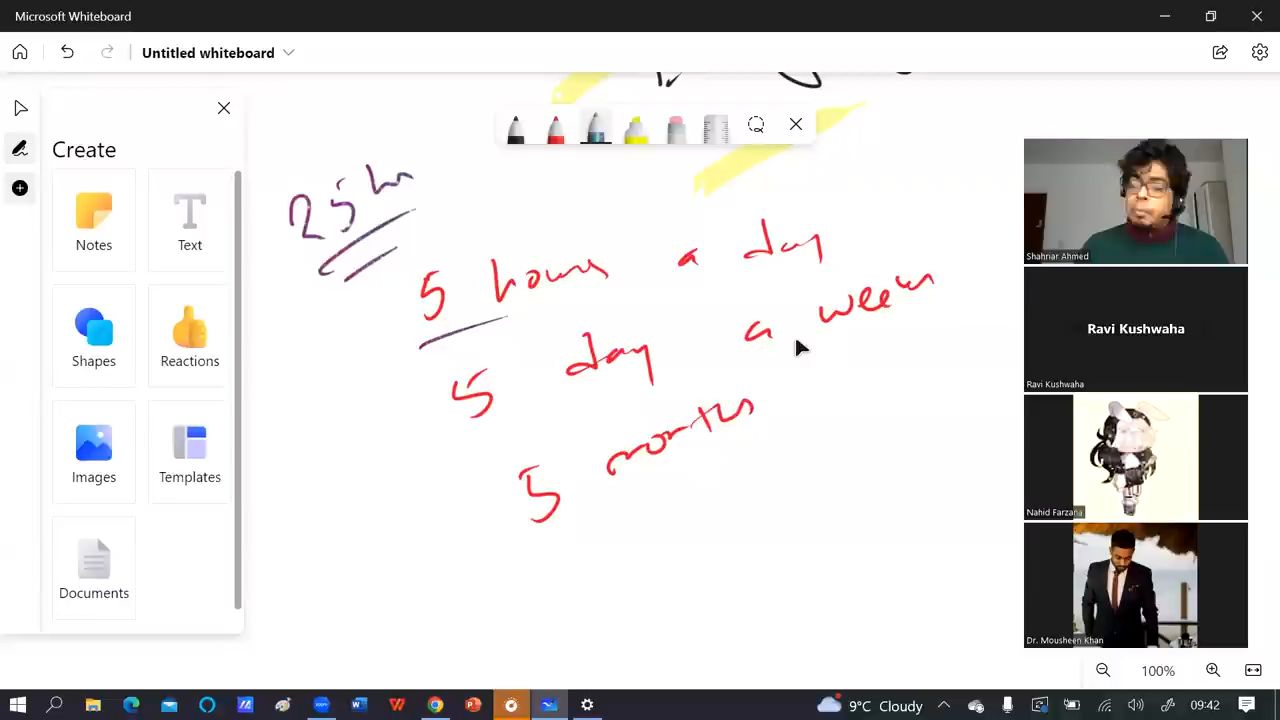 Microsoft Whiteboard
Untitled whiteboard
Create
Notes
Text
Shapes
Reactions
Images
Templates
Documents
25 hr
5 hours a day
5 day a week
5 months
Shahriar Ahmed
Ravi Kushwaha
Ravi Kushwaha
Nahid Farzana
Dr. Mousheen Khan
100%
9°C Cloudy
09:42